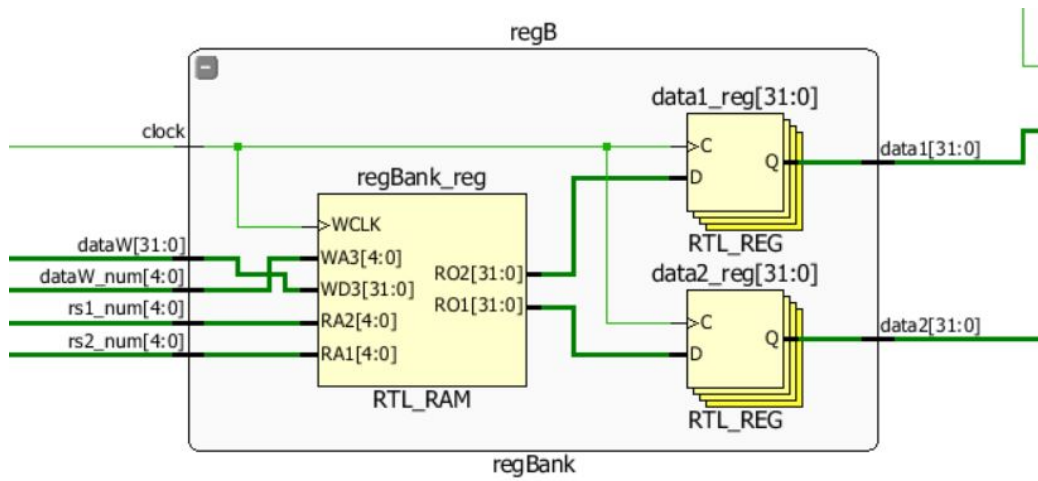 regB
data1_reg[31:0]
clock
C
D
Q
data1[31:0]
RTL_REG
regBank_reg
WCLK
WA3[4:0]
WD3[31:0]
RA2[4:0]
RA1[4:0]
RO2[31:0]
RO1[31:0]
RTL_RAM
dataW[31:0]
dataW_num[4:0]
rs1_num[4:0]
rs2_num[4:0]
data2_reg[31:0]
C
D
Q
data2[31:0]
RTL_REG
regBank